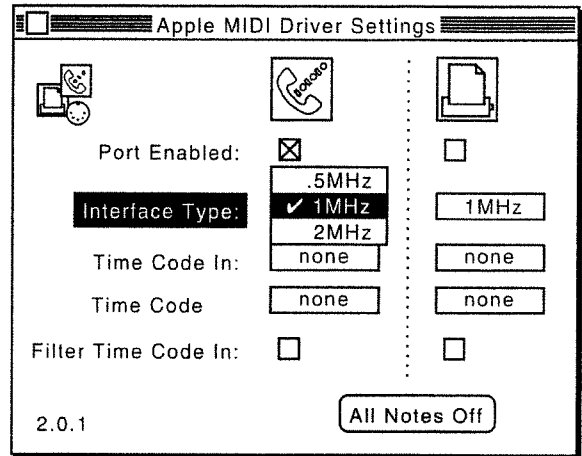 Apple MIDI Driver Settings
Port Enabled:
.5MHz
Interface Type: ✔ 1MHz 1MHz
2MHz
Time Code In: none none
Time Code none none
Filter Time Code In:
2.0.1 All Notes Off